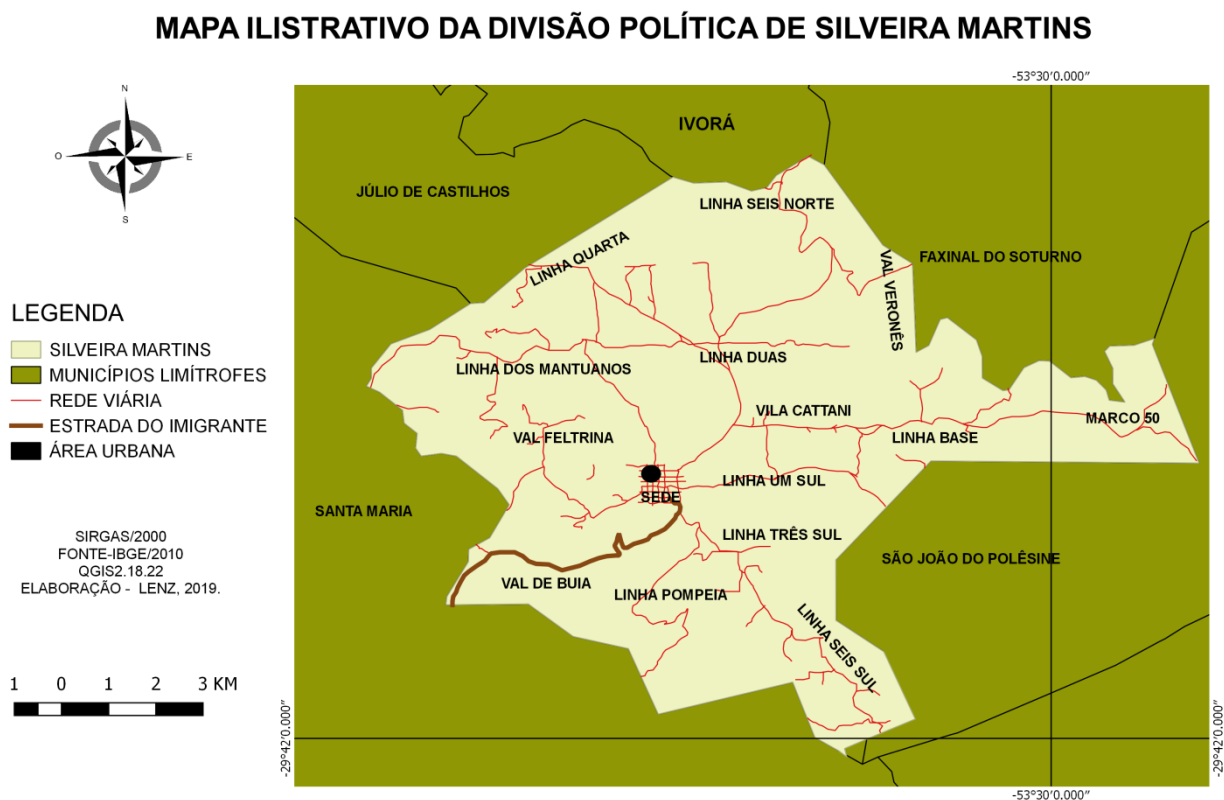 MAPA ILISTRATIVO DA DIVISÃO POLÍTICA DE SILVEIRA MARTINS
-53°30'0.000"
N
O
E
S
IVORÁ
JÚLIO DE CASTILHOS
LINHA SEIS NORTE
LINHA QUARTA
VAL VERONÊS
FAXINAL DO SOTURNO
LINHA DUAS
LINHA DOS MANTUANOS
VILA CATTANI
MARCO 50
VAL FELTRINA
LINHA BASE
LINHA UM SUL
SEDE
SANTA MARIA
LINHA TRÊS SUL
SÃO JOÃO DO POLÊSINE
VAL DE BUIA
LINHA POMPEIA
LINHA SEIS SUL
LEGENDA
SILVEIRA MARTINS
MUNICÍPIOS LIMÍTROFES
REDE VIÁRIA
ESTRADA DO IMIGRANTE
ÁREA URBANA
SIRGAS/2000
FONTE-IBGE/2010
QGIS2.18.22
ELABORAÇÃO - LENZ, 2019.
1 0 1 2 3 KM
-29°42'0.000"
-29°42'0.000"
-53°30'0.000"